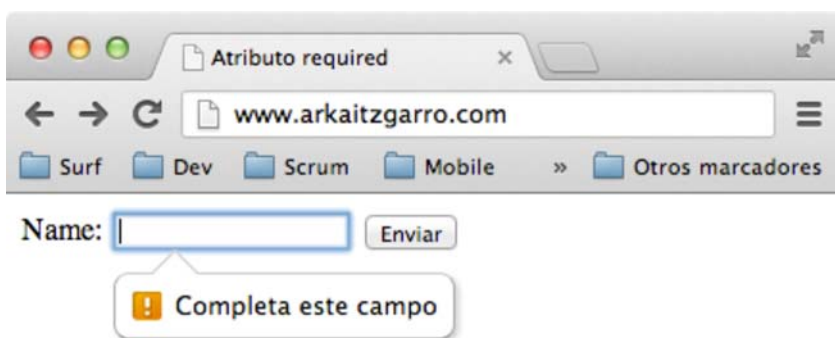 Atributo required
www.arkaitzgarro.com
Surf Dev Scrum Mobile » Otros marcadores
Name: Enviar
Completa este campo